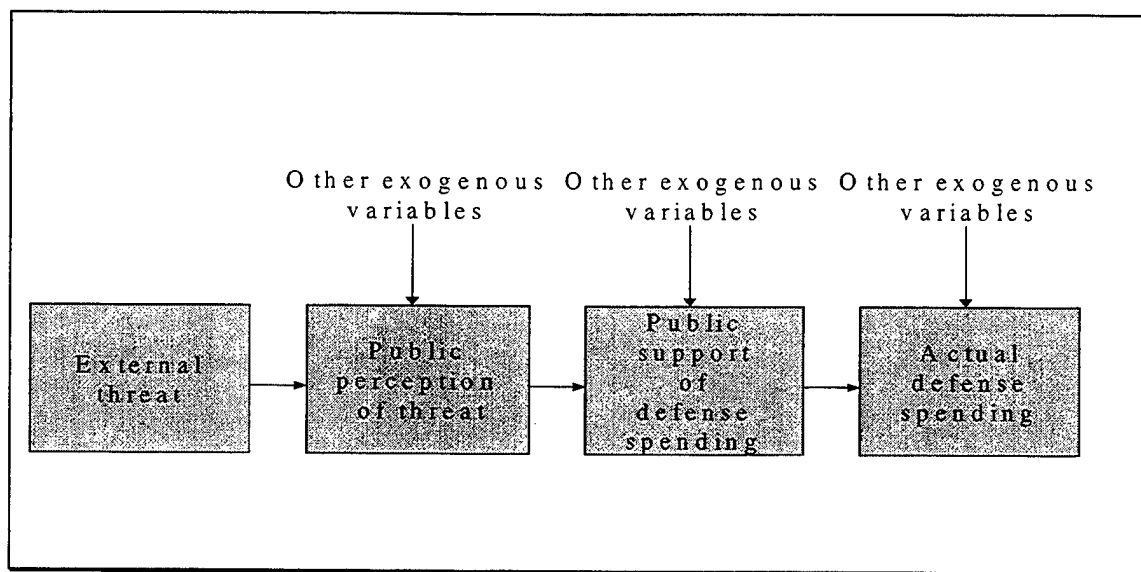 Other exogenous
variables
Other exogenous
variables
Other exogenous
variables
External
threat
Public
perception
of threat
Public
support
of
defense
spending
Actual
defense
spending